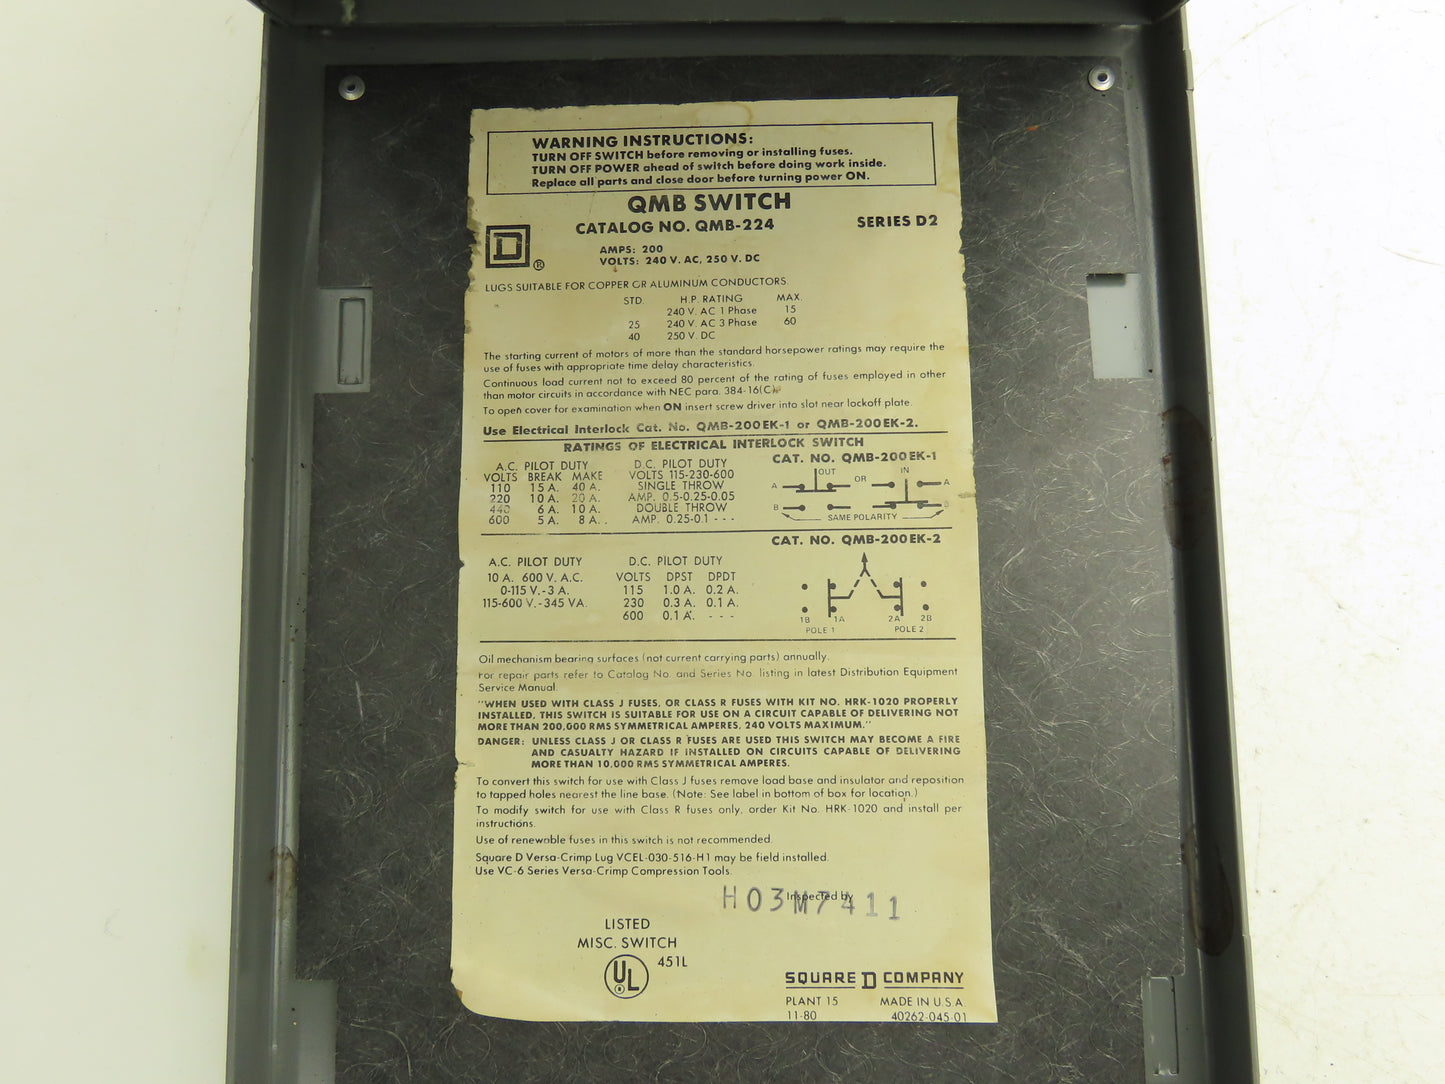 WARNING INSTRUCTIONS:
TURN OFF SWITCH before removing or installing fuses.
TURN OFF POWER ahead of switch before doing work inside.
Replace all parts and close door before turning power ON.
QMB SWITCH
CATALOG NO. QMB-224 SERIES D2
D ®
AMPS: 200
VOLTS: 240 V. AC, 250 V. DC
LUGS SUITABLE FOR COPPER OR ALUMINUM CONDUCTORS.
STD. H.P. RATING MAX.
240 V. AC 1 Phase 15
25 240 V. AC 3 Phase 60
40 250 V. DC
The starting current of motors of more than the standard horsepower ratings may require the
use of fuses with appropriate time delay characteristics.
Continuous load current not to exceed 80 percent of the rating of fuses employed in other
than motor circuits in accordance with NEC para. 384-16(C).
To open cover for examination when ON insert screw driver into slot near lockoff plate.
Use Electrical Interlock Cat. No. QMB-200EK-1 or QMB-200EK-2.
RATINGS OF ELECTRICAL INTERLOCK SWITCH
A.C. PILOT DUTY D.C. PILOT DUTY CAT. NO. QMB-200EK-1
VOLTS BREAK MAKE VOLTS 115-230-600 OUT OR IN
110 15 A. 40 A. SINGLE THROW A A
220 10 A. 20 A. AMP. 0.5-0.25-0.05
440 6 A. 10 A. DOUBLE THROW B B
600 5 A. 8 A. AMP. 0.25-0.1 - - - SAME POLARITY
CAT. NO. QMB-200EK-2
A.C. PILOT DUTY D.C. PILOT DUTY
10 A. 600 V. A.C. VOLTS DPST DPDT
0-115 V.-3 A. 115 1.0 A. 0.2 A.
115-600 V.-345 VA. 230 0.3 A. 0.1 A.
600 0.1 A. - - -
1B 1A 2A 2B
POLE 1 POLE 2
Oil mechanism bearing surfaces (not current carrying parts) annually.
For repair parts refer to Catalog No. and Series No. listing in latest Distribution Equipment
Service Manual.
"WHEN USED WITH CLASS J FUSES, OR CLASS R FUSES WITH KIT NO. HRK-1020 PROPERLY
INSTALLED, THIS SWITCH IS SUITABLE FOR USE ON A CIRCUIT CAPABLE OF DELIVERING NOT
MORE THAN 200,000 RMS SYMMETRICAL AMPERES, 240 VOLTS MAXIMUM."
DANGER: UNLESS CLASS J OR CLASS R FUSES ARE USED THIS SWITCH MAY BECOME A FIRE
AND CASUALTY HAZARD IF INSTALLED ON CIRCUITS CAPABLE OF DELIVERING
MORE THAN 10,000 RMS SYMMETRICAL AMPERES.
To convert this switch for use with Class J fuses remove load base and insulator and reposition
to tapped holes nearest the line base. (Note: See label in bottom of box for location.)
To modify switch for use with Class R fuses only, order Kit No. HRK-1020 and install per
instructions.
Use of renewable fuses in this switch is not recommended.
Square D Versa-Crimp Lug VCEL-030-516-H1 may be field installed.
Use VC-6 Series Versa-Crimp Compression Tools.
Inspected by
H03M7411
LISTED
MISC. SWITCH
UL 451L
SQUARE D COMPANY
PLANT 15 MADE IN U.S.A.
11-80 40262-045-01